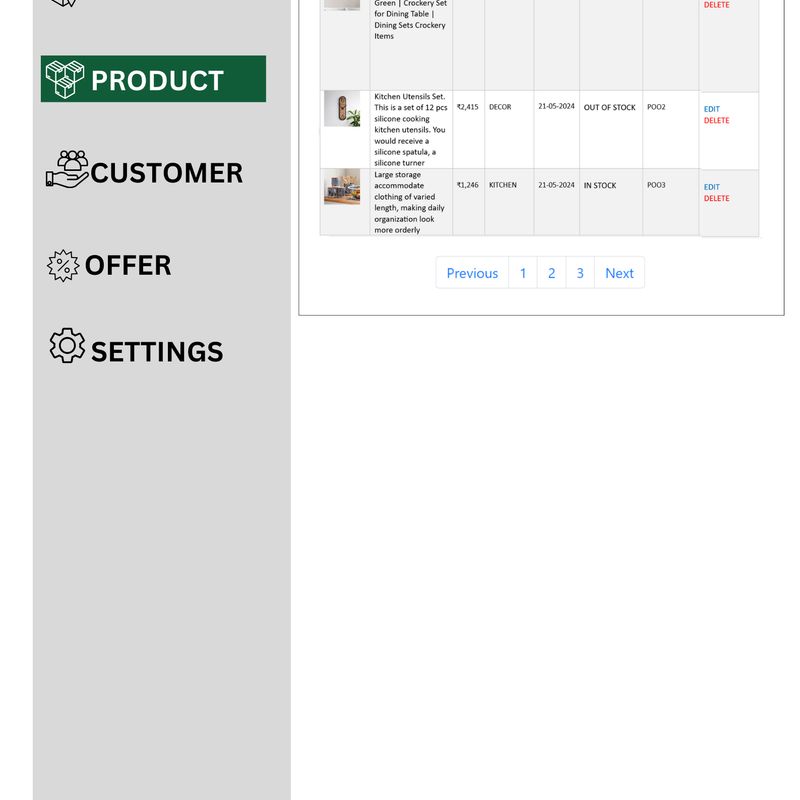 PRODUCT
CUSTOMER
OFFER
SETTINGS
Green | Crockery Set
for Dining Table |
Dining Sets Crockery
Items
DELETE
Kitchen Utensils Set.
This is a set of 12 pcs
silicone cooking
kitchen utensils. You
would receive a
silicone spatula, a
silicone turner
₹2,415
DECOR
21-05-2024
OUT OF STOCK
POO2
EDIT
DELETE
Large storage
accommodate
clothing of varied
length, making daily
organization look
more orderly
₹1,246
KITCHEN
21-05-2024
IN STOCK
POO3
EDIT
DELETE
Previous 1 2 3 Next